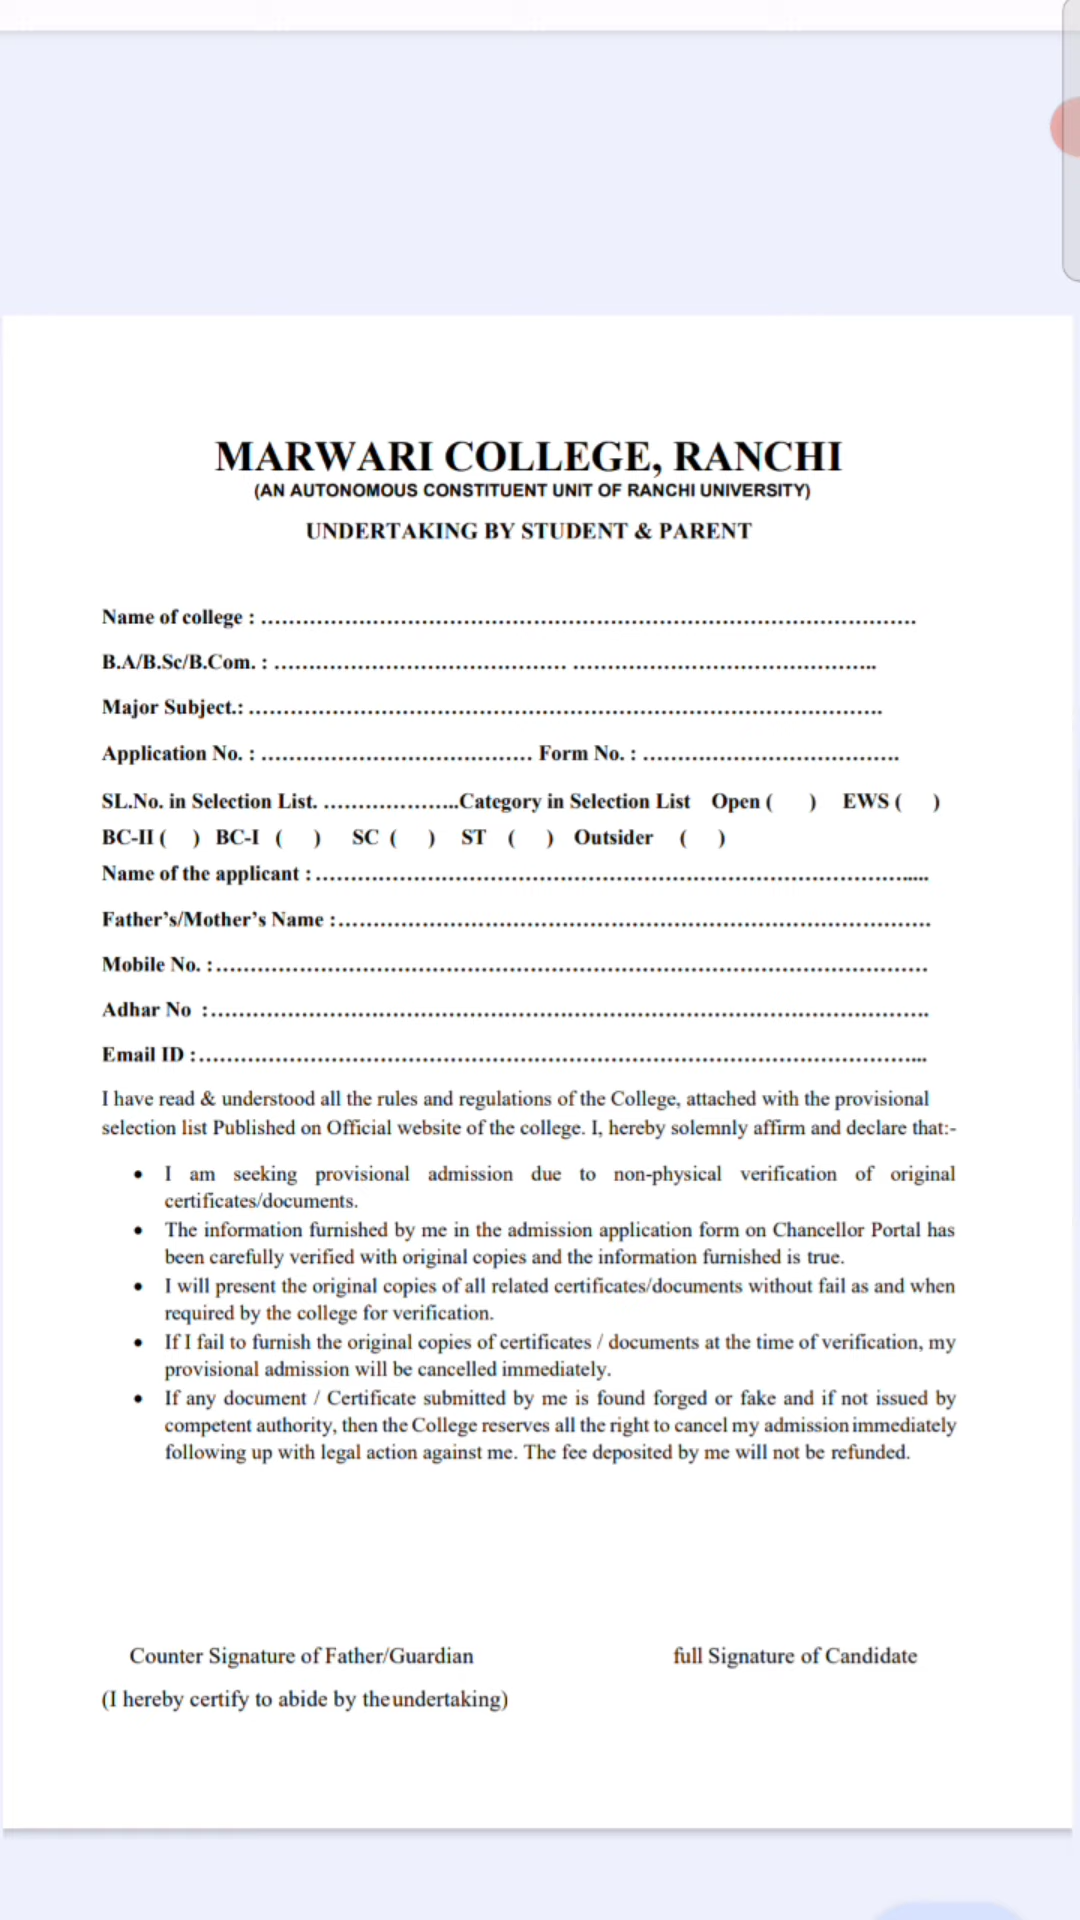 MARWARI COLLEGE, RANCHI
(AN AUTONOMOUS CONSTITUENT UNIT OF RANCHI UNIVERSITY)
UNDERTAKING BY STUDENT & PARENT
Name of college : ..............................................................................................
B.A/B.Sc/B.Com. : .......................................... ............................................
Major Subject.: ...........................................................................................
Application No. : ....................................... Form No. : .....................................
SL.No. in Selection List. ....................Category in Selection List Open ( ) EWS ( )
BC-II ( ) BC-I ( ) SC ( ) ST ( ) Outsider ( )
Name of the applicant : .........................................................................................
Father’s/Mother’s Name :.....................................................................................
Mobile No. :......................................................................................................
Adhar No :.......................................................................................................
Email ID :.........................................................................................................
I have read & understood all the rules and regulations of the College, attached with the provisional
selection list Published on Official website of the college. I, hereby solemnly affirm and declare that:-
• I am seeking provisional admission due to non-physical verification of original
certificates/documents.
• The information furnished by me in the admission application form on Chancellor Portal has
been carefully verified with original copies and the information furnished is true.
• I will present the original copies of all related certificates/documents without fail as and when
required by the college for verification.
• If I fail to furnish the original copies of certificates / documents at the time of verification, my
provisional admission will be cancelled immediately.
• If any document / Certificate submitted by me is found forged or fake and if not issued by
competent authority, then the College reserves all the right to cancel my admission immediately
following up with legal action against me. The fee deposited by me will not be refunded.
Counter Signature of Father/Guardian full Signature of Candidate
(I hereby certify to abide by the undertaking)